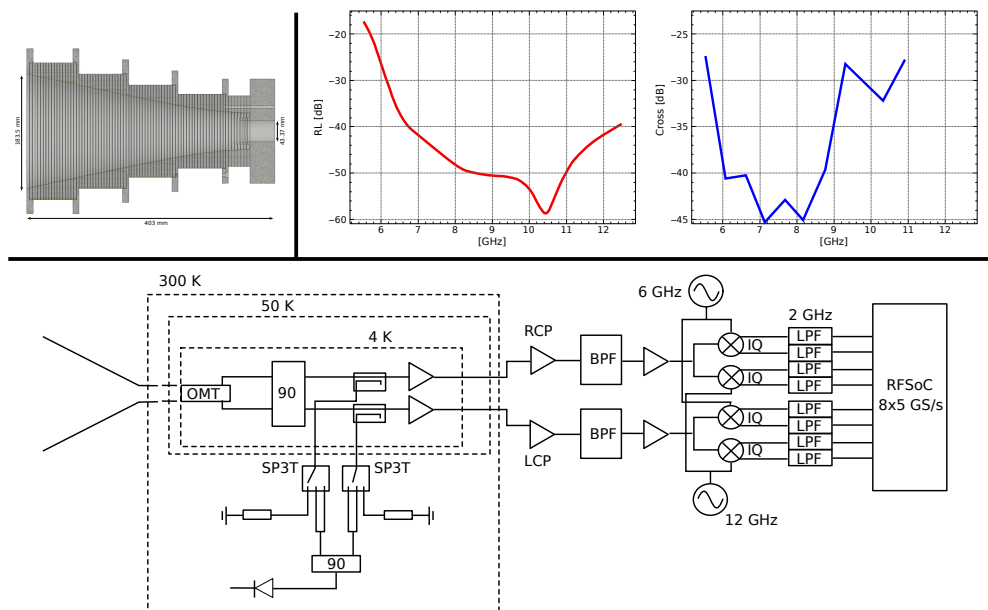 183.5 mm
43.37 mm
403 mm
RL [dB]
−20
−30
−40
−50
−60
6 7 8 9 10 11 12
[GHz]
Cross [dB]
−25
−30
−35
−40
−45
6 7 8 9 10 11 12
[GHz]
300 K
50 K
4 K
OMT
90
SP3T
SP3T
90
RCP
LCP
BPF
BPF
6 GHz
12 GHz
IQ
IQ
IQ
IQ
2 GHz
LPF
LPF
LPF
LPF
LPF
LPF
LPF
LPF
RFSoC
8x5 GS/s